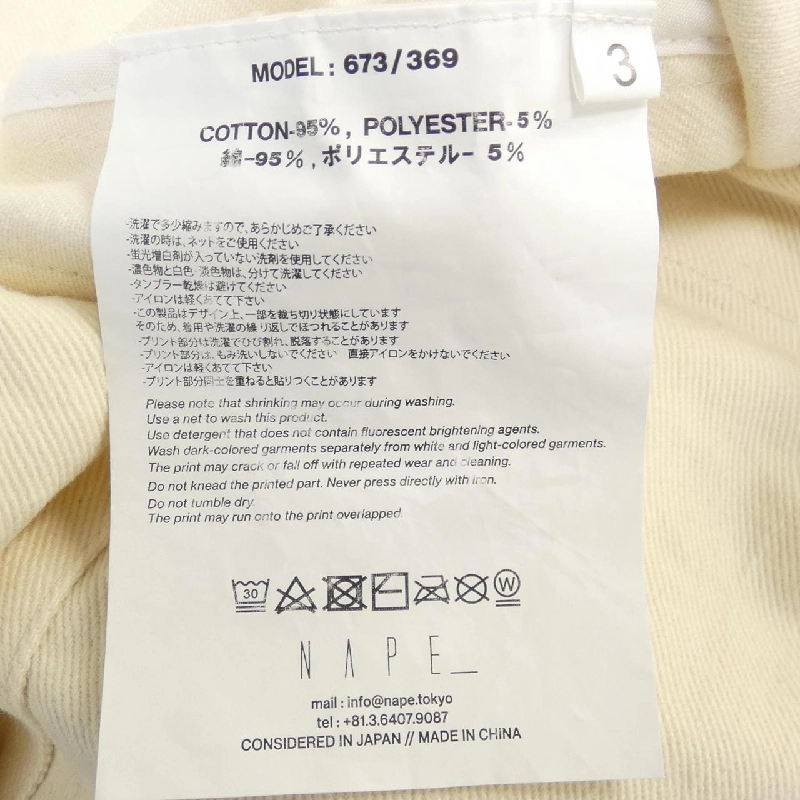 3
MODEL: 673/369
COTTON-95%, POLYESTER-5%
綿-95%, ポリエステル- 5%
-洗濯で多少縮みますので、あらかじめご了承ください
-洗濯の時は、ネットをご使用ください
-蛍光増白剤が入っていない洗剤を使用してください
-濃色物と白色・淡色物は、分けて洗濯してください
-タンブラー乾燥は避けてください
-アイロンは軽くあてて下さい
-この製品はデザイン上、一部を裁ち切り状態にしています
そのため、着用や洗濯の繰り返しでほつれることがあります
-プリント部分は洗濯でひび割れ、脱落することがあります
-プリント部分は、もみ洗いしないでください　直接アイロンをかけないでください
-アイロンは軽くあてて下さい
-プリント部分同士を重ねると貼りつくことがあります
Please note that shrinking may occur during washing.
Use a net to wash this product.
Use detergent that does not contain fluorescent brightening agents.
Wash dark-colored garments separately from white and light-colored garments.
The print may crack or fall off with repeated wear and cleaning.
Do not knead the printed part. Never press directly with iron.
Do not tumble dry.
The print may run onto the print overlapped.
30 W
NAPE_
mail : info@nape.tokyo
tel : +81.3.6407.9087
CONSIDERED IN JAPAN // MADE IN CHINA